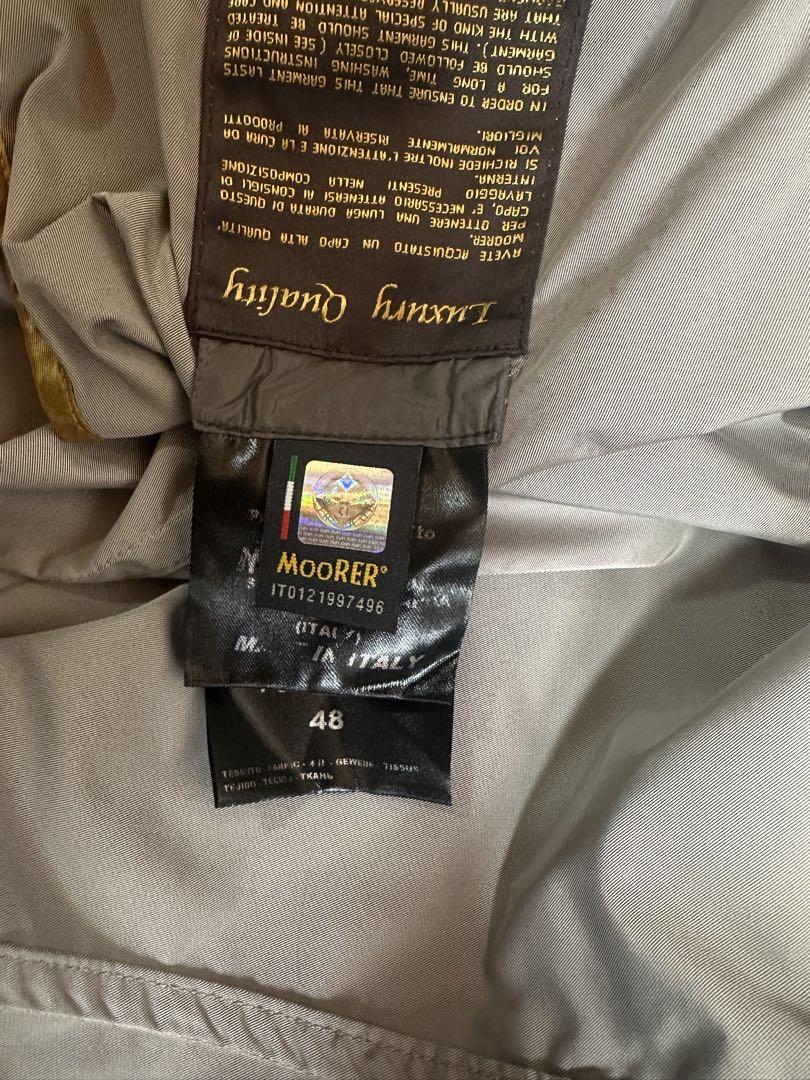 Luxury Quality
AVETE ACQUISTATO UN CAPO ALTA QUALITA'
MOORER.
PER OTTENERE UNA LUNGA DURATA DI QUESTO
CAPO, E' NECESSARIO ATTENERSI AI CONSIGLI DI
LAVAGGIO PRESENTI NELLA COMPOSIZIONE
INTERNA.
SI RICHIEDE INOLTRE L'ATTENZIONE E LA CURA DA
VOI NORMALMENTE RISERVATA AI PRODOTTI
MIGLIORI.
IN ORDER TO ENSURE THAT THIS GARMENT LASTS
FOR A LONG TIME, WASHING INSTRUCTIONS
SHOULD BE FOLLOWED CLOSELY (SEE INSIDE OF
GARMENT). THIS GARMENT SHOULD BE TREATED
WITH THE KIND OF SPECIAL ATTENTION AND CARE
THAT ARE USUALLY
MOORER®
IT0121997496
(ITALY)
ITALY
48
TESSUTO-FABRIC- -GEWEBE-TISSUS
TEJIDO-TECIDO-ТКАНЬ